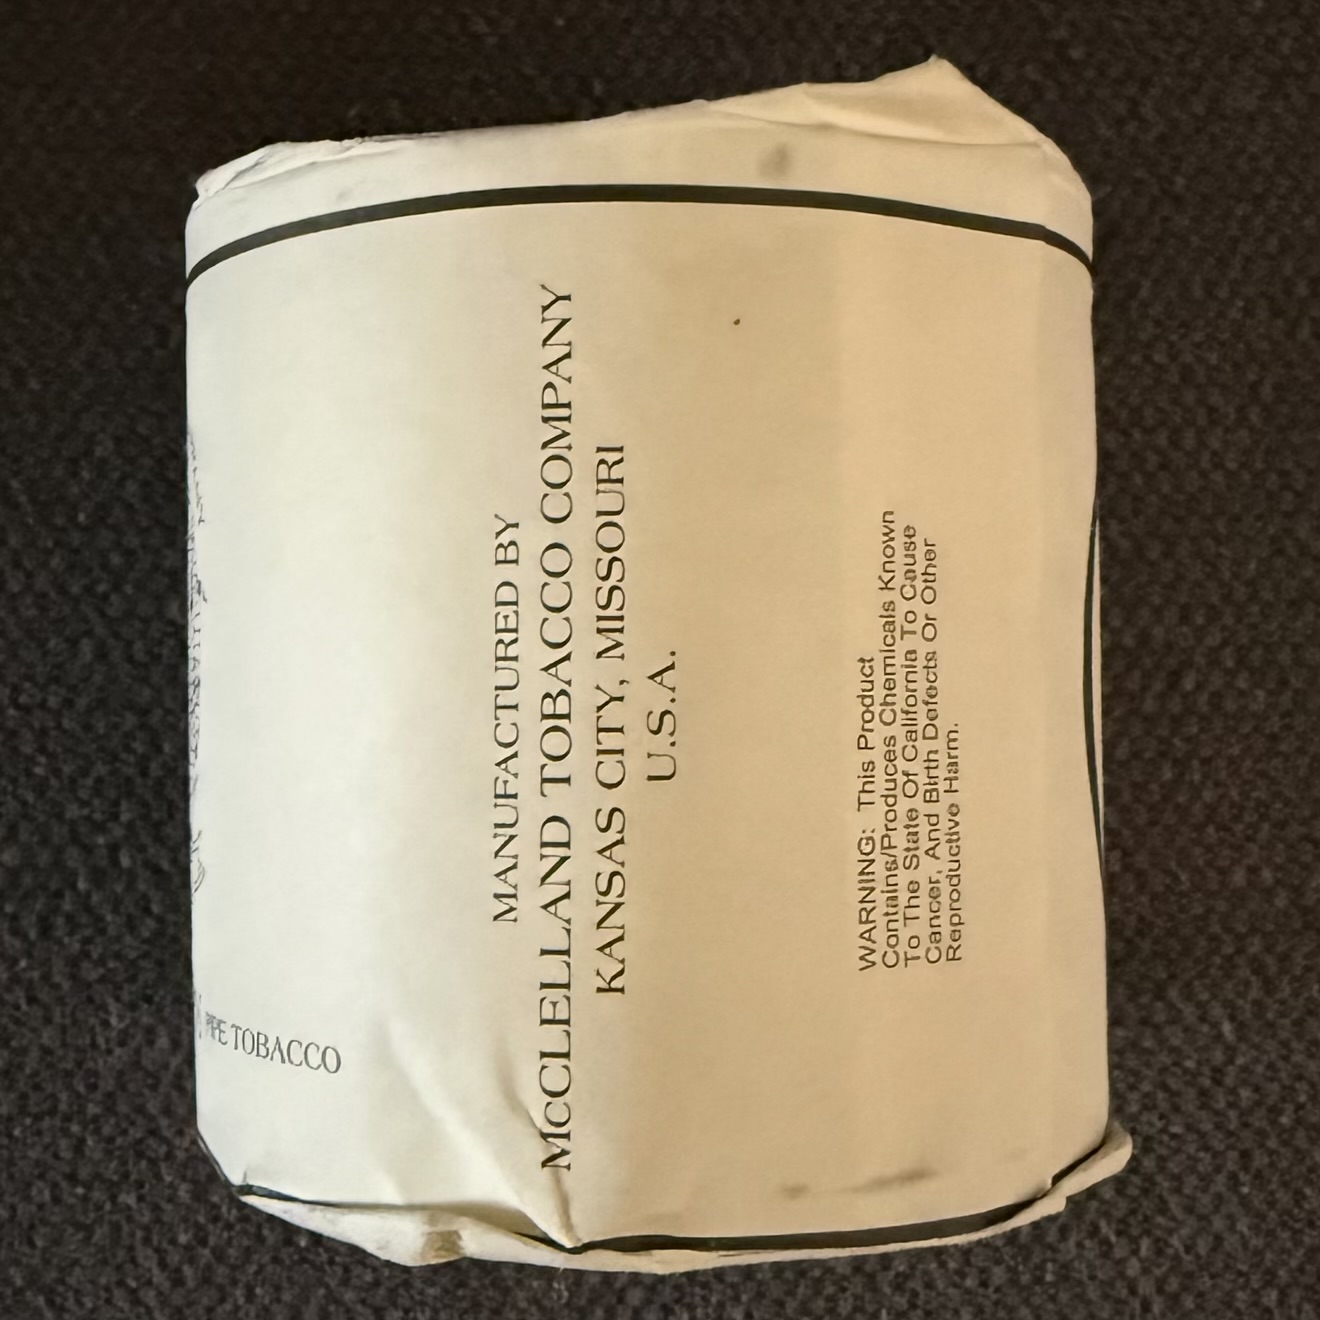 MANUFACTURED BY
McCLELLAND TOBACCO COMPANY
KANSAS CITY, MISSOURI
U.S.A.
WARNING: This Product
Contains/Produces Chemicals Known
To The State Of California To Cause
Cancer, And Birth Defects Or Other
Reproductive Harm.
PIPE TOBACCO